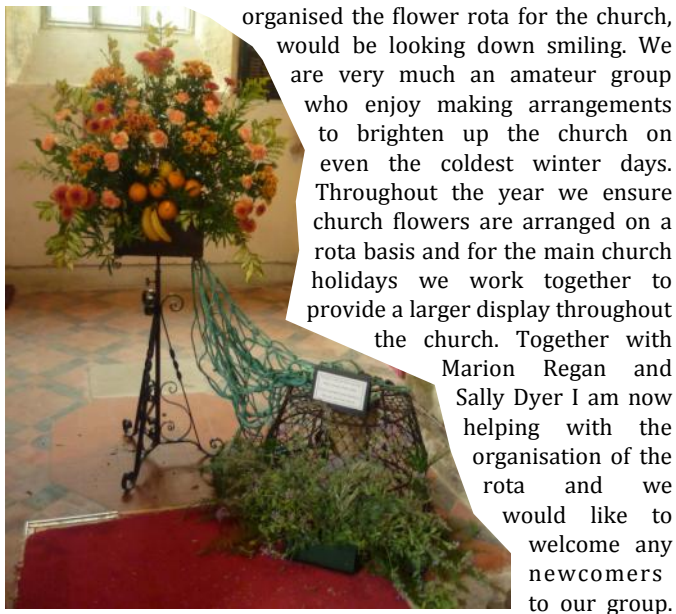 organised the flower rota for the church,
would be looking down smiling. We
are very much an amateur group
who enjoy making arrangements
to brighten up the church on
even the coldest winter days.
Throughout the year we ensure
church flowers are arranged on a
rota basis and for the main church
holidays we work together to
provide a larger display throughout
the church. Together with
Marion Regan and
Sally Dyer I am now
helping with the
organisation of the
rota and we
would like to
welcome any
newcomers
to our group.